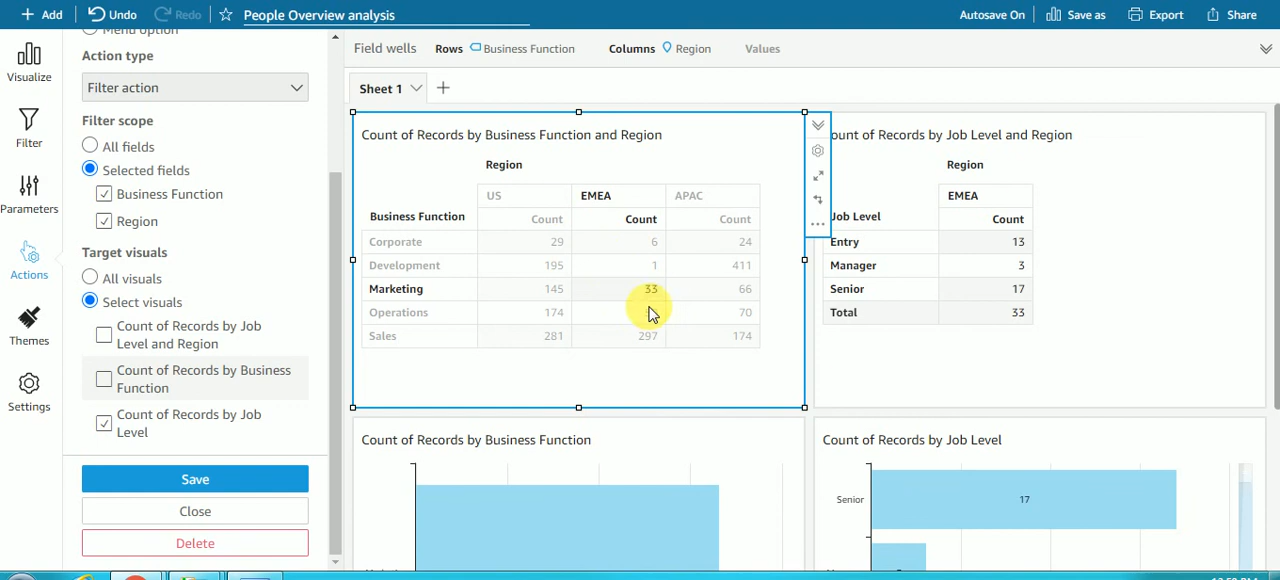 Add Undo Redo People Overview analysis Autosave On Save as Export Share
Visualize
Filter
Parameters
Actions
Themes
Settings
Menu option
Action type
Filter action
Filter scope
All fields
Selected fields
Business Function
Region
Target visuals
All visuals
Select visuals
Count of Records by Job
Level and Region
Count of Records by Business
Function
Count of Records by Job
Level
Save
Close
Delete
Field wells Rows Business Function Columns Region Values
Sheet 1
Count of Records by Business Function and Region
Region
US EMEA APAC
Business Function Count Count Count
Corporate 29 6 24
Development 195 1 411
Marketing 145 33 66
Operations 174 70
Sales 281 297 174
ount of Records by Job Level and Region
Region
EMEA
Job Level Count
Entry 13
Manager 3
Senior 17
Total 33
Count of Records by Business Function
Count of Records by Job Level
Senior 17